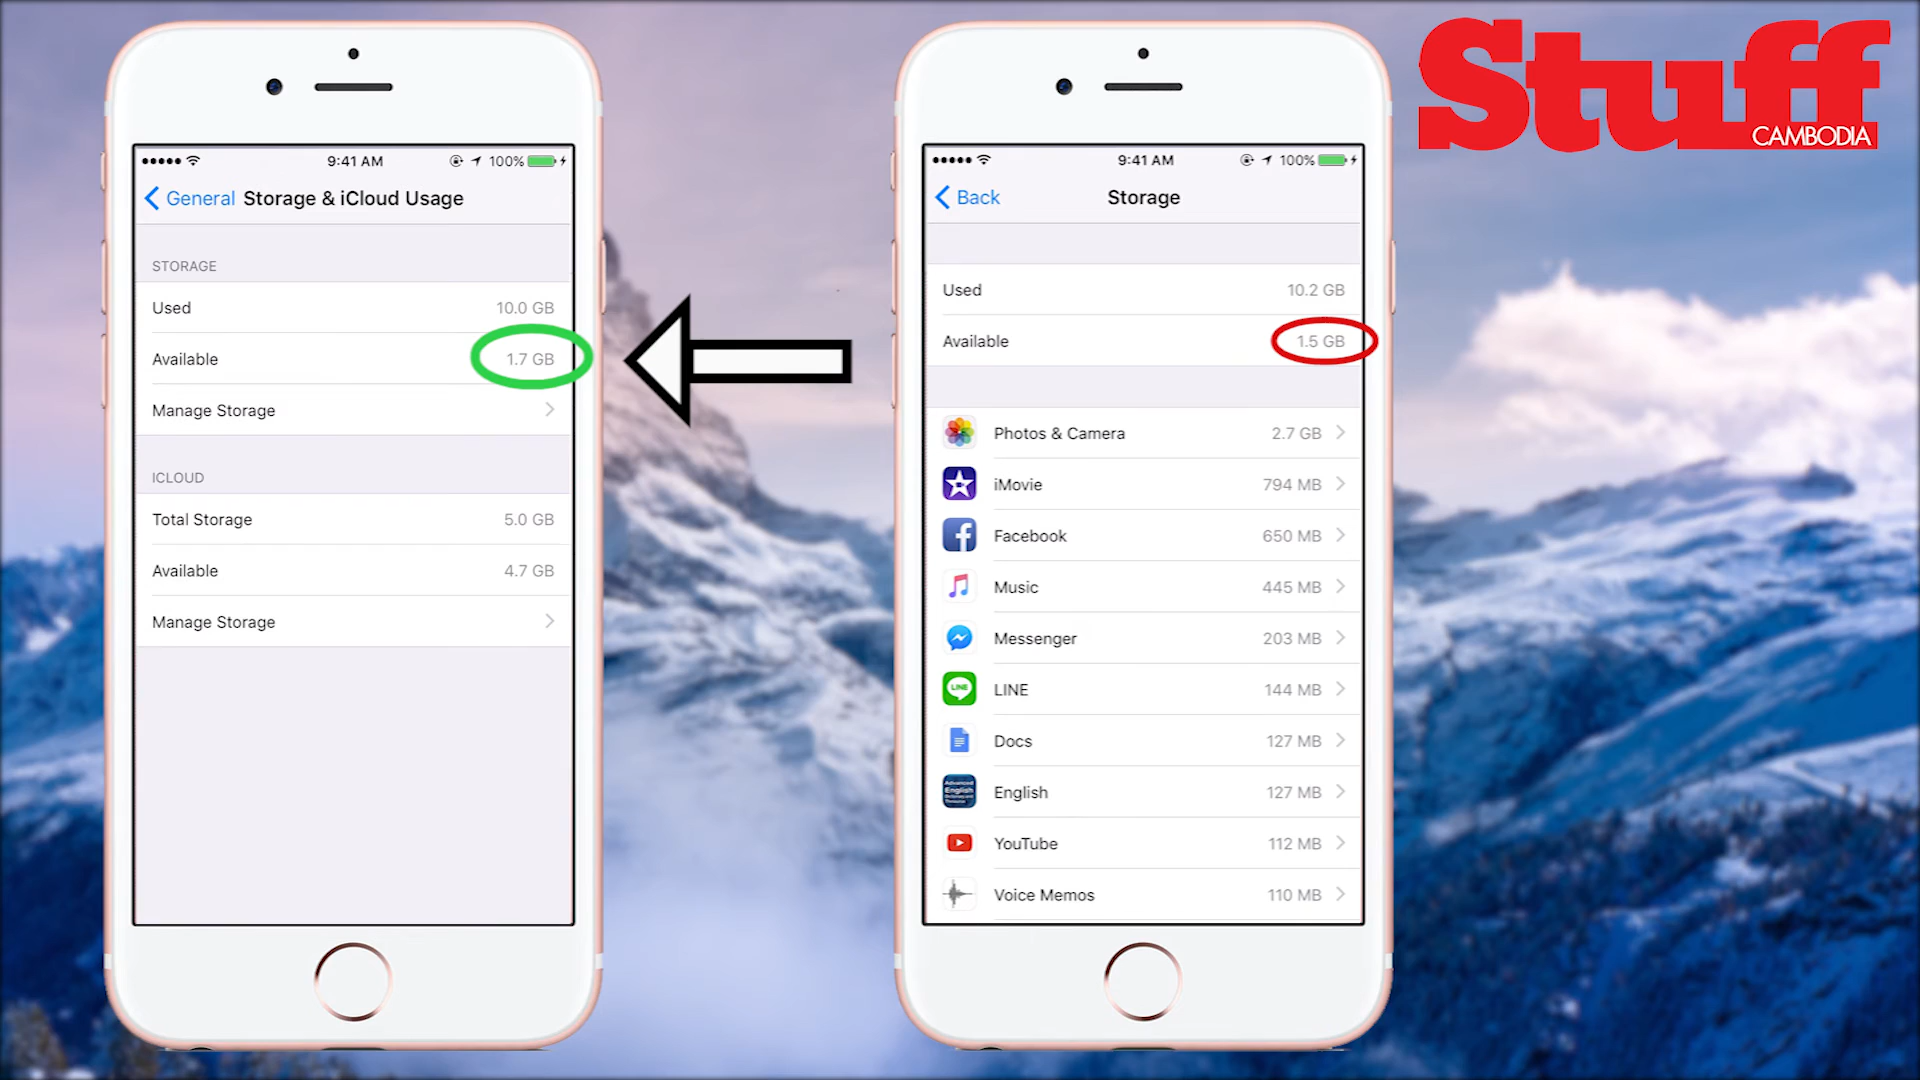 Stuff
CAMBODIA
9:41 AM 100%
General Storage & iCloud Usage
STORAGE
Used 10.0 GB
Available 1.7 GB
Manage Storage
ICLOUD
Total Storage 5.0 GB
Available 4.7 GB
Manage Storage
9:41 AM 100%
Back Storage
Used 10.2 GB
Available 1.5 GB
Photos & Camera 2.7 GB
iMovie 794 MB
Facebook 650 MB
Music 445 MB
Messenger 203 MB
LINE
LINE 144 MB
Docs 127 MB
Advanced
English
English 127 MB
YouTube 112 MB
Voice Memos 110 MB